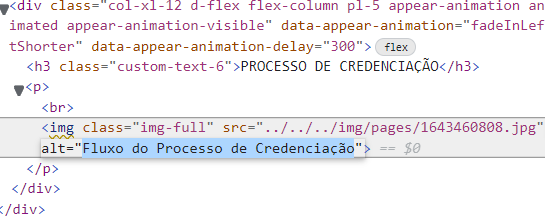 <div class="col-xl-12 d-flex flex-column pl-5 appear-animation an
imated appear-animation-visible" data-appear-animation="fadeInLef
tShorter" data-appear-animation-delay="300"> flex
<h3 class="custom-text-6">PROCESSO DE CREDENCIAÇÃO</h3>
<p>
<br>
<img class="img-full" src="../../../img/pages/1643460808.jpg"
alt="Fluxo do Processo de Credenciação"> == $0
</p>
</div>
</div>